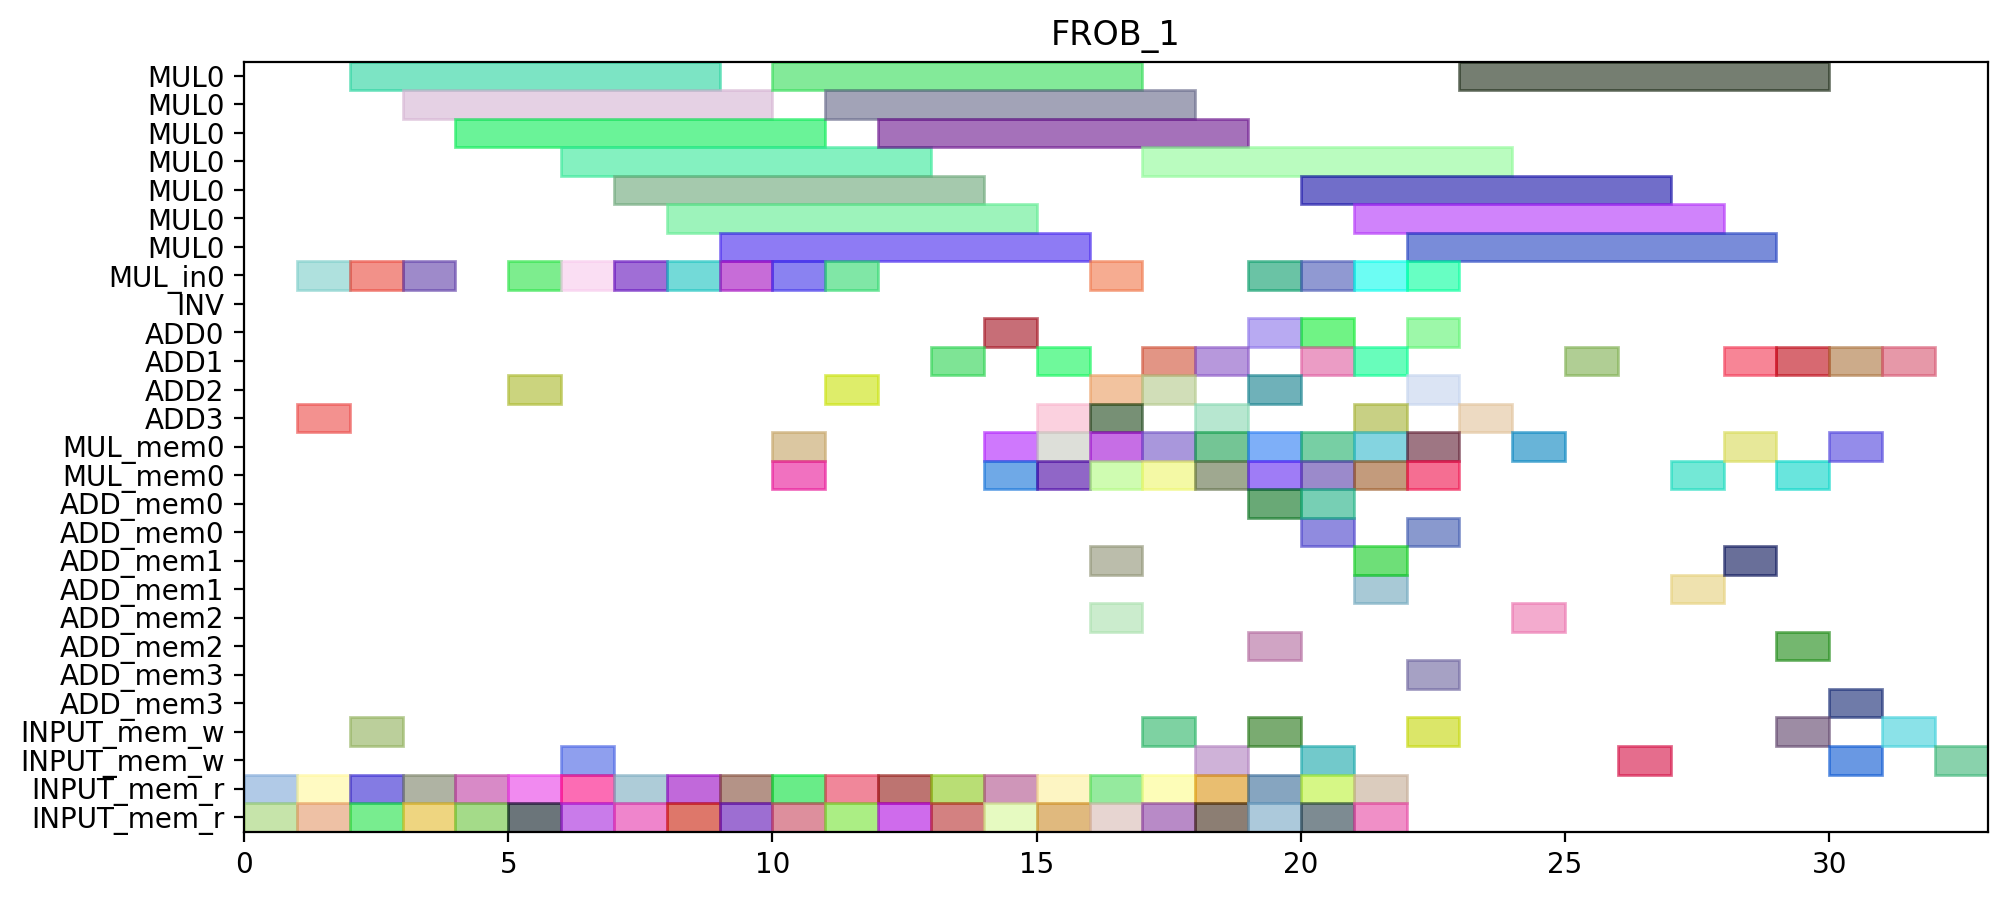 FROB_1
MUL0
MUL0
MUL0
MUL0
MUL0
MUL0
MUL0
MUL_in0
INV
ADD0
ADD1
ADD2
ADD3
MUL_mem0
MUL_mem0
ADD_mem0
ADD_mem0
ADD_mem1
ADD_mem1
ADD_mem2
ADD_mem2
ADD_mem3
ADD_mem3
INPUT_mem_w
INPUT_mem_w
INPUT_mem_r
INPUT_mem_r
0 5 10 15 20 25 30